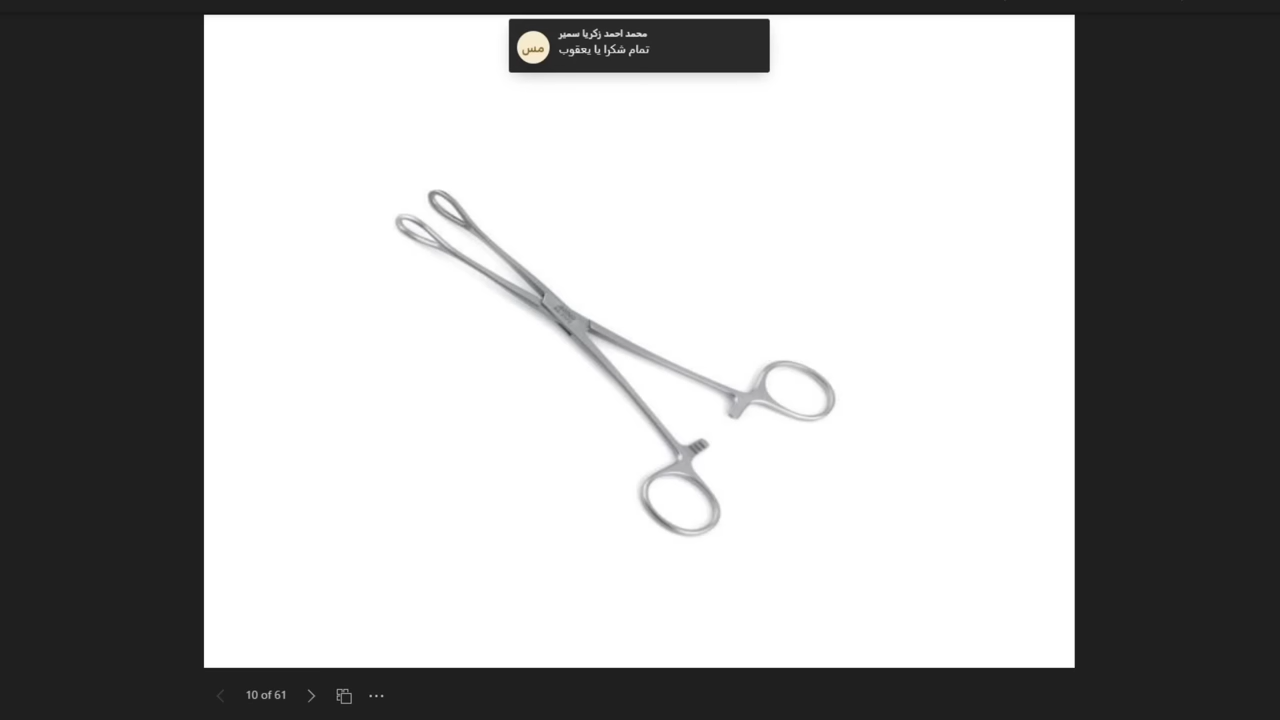 محمد احمد زكريا سمير
مس
تمام شكرا يا يعقوب
10 of 61